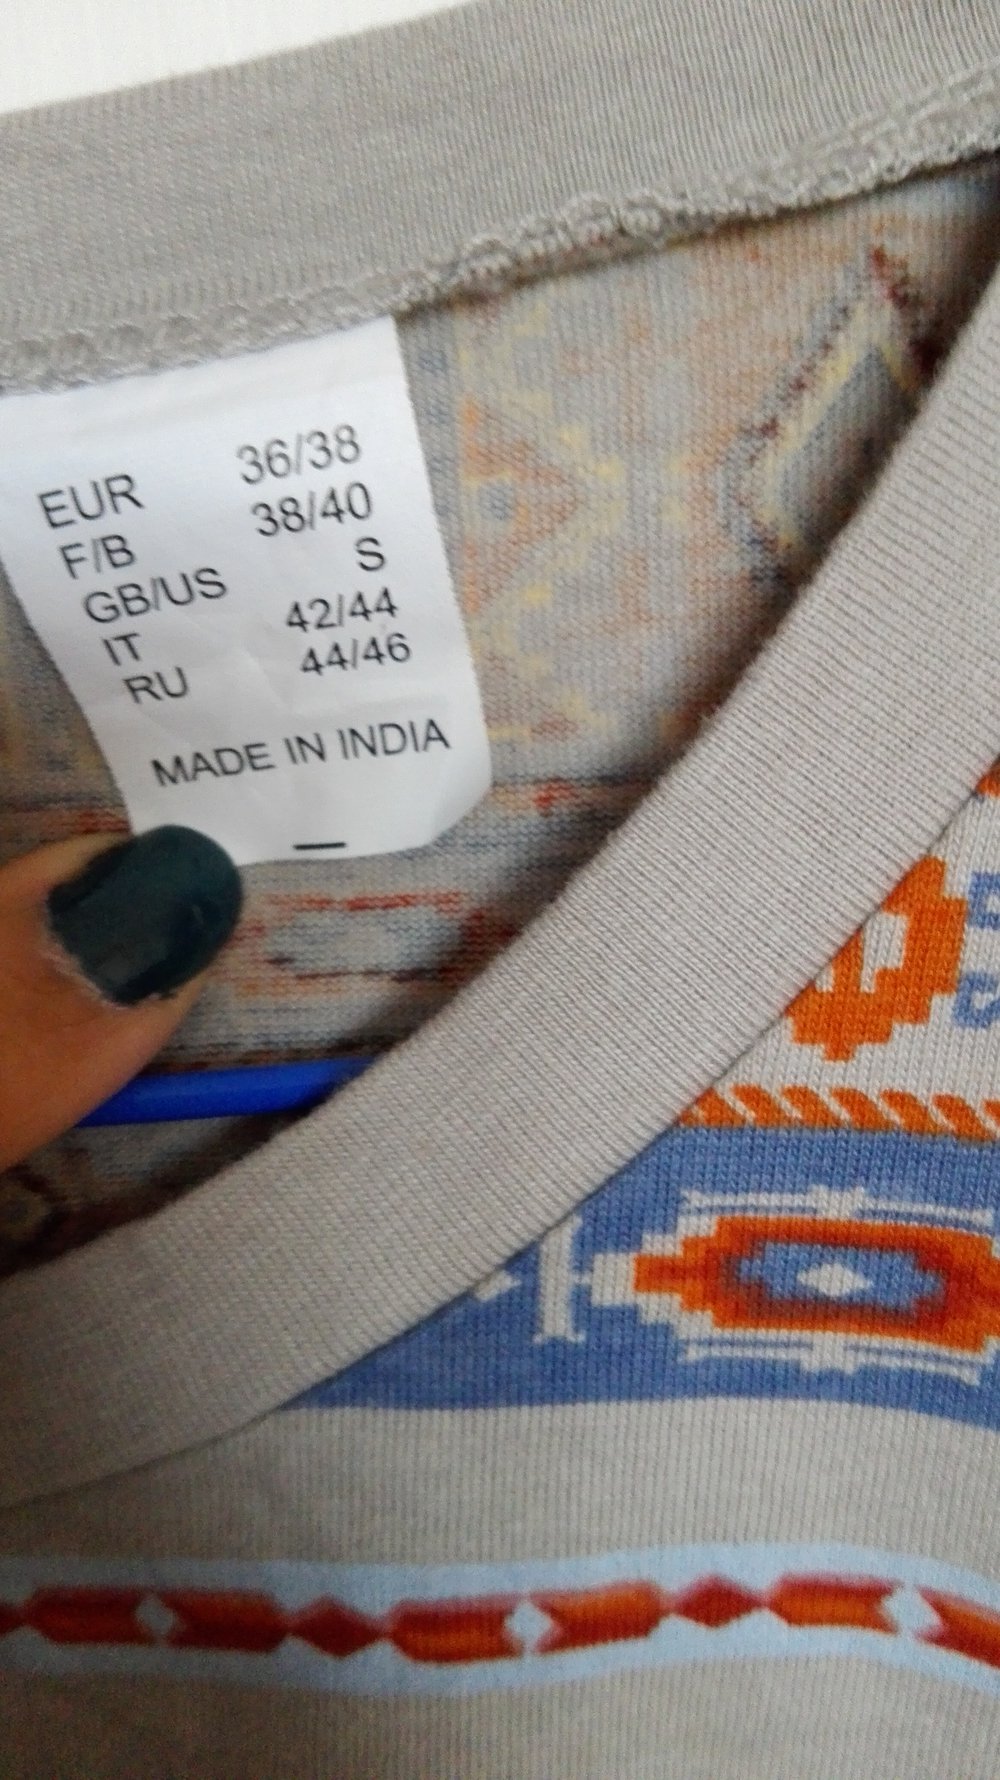 EUR 36/38
F/B 38/40
GB/US S
IT 42/44
RU 44/46
MADE IN INDIA